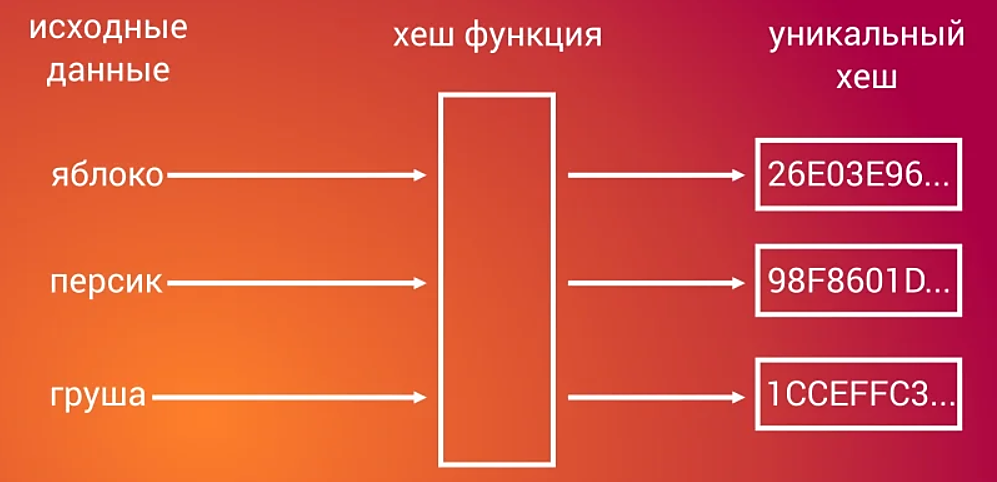 исходные
данные
хеш функция
уникальный
хеш
яблоко
26E03E96...
персик
98F8601D...
груша
1CCEFFC3...